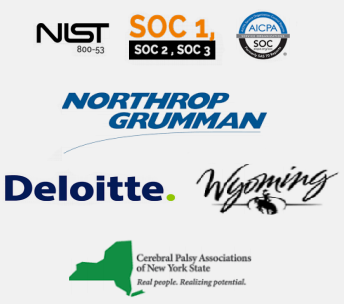 NIST
800-53
SOC 1,
SOC 2 , SOC 3
AICPA
SOC
NORTHROP
GRUMMAN
Deloitte.
Wyoming
Cerebral Palsy Associations
of New York State
Real people. Realizing potential.